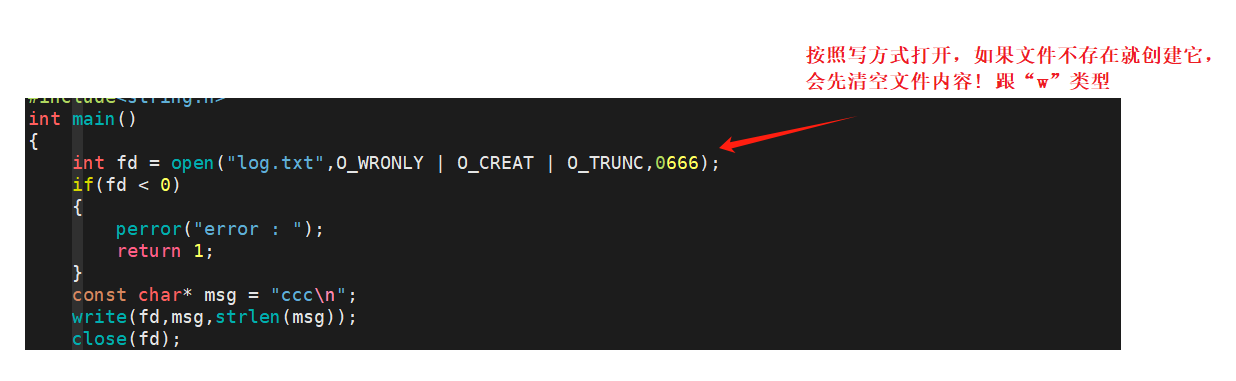 按照写方式打开，如果文件不存在就创建它，
会先清空文件内容！跟“w”类型
#include<string.h>
int main()
{
    int fd = open("log.txt",O_WRONLY | O_CREAT | O_TRUNC,0666);
    if(fd < 0)
    {
        perror("error : ");
        return 1;
    }
    const char* msg = "ccc\n";
    write(fd,msg,strlen(msg));
    close(fd);